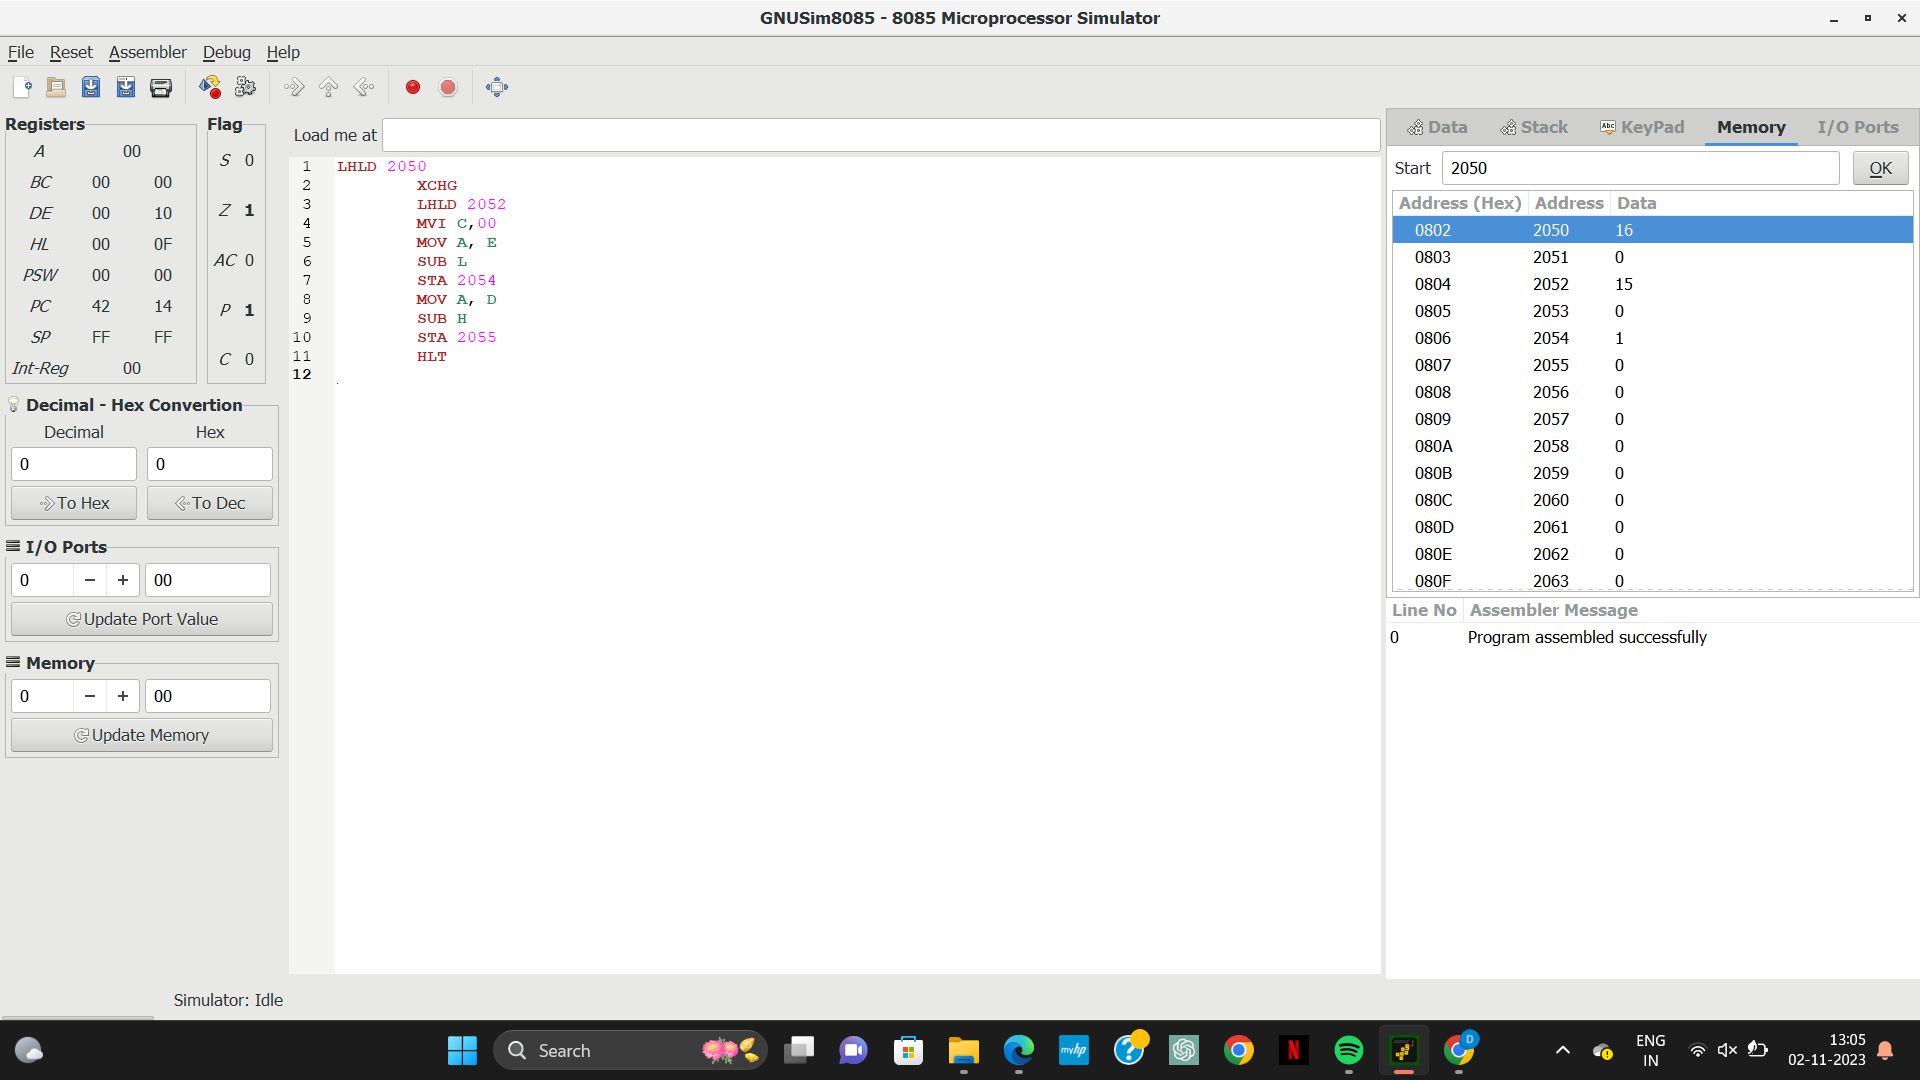 GNUSim8085 - 8085 Microprocessor Simulator
File Reset Assembler Debug Help
Registers
A 00
BC 00 00
DE 00 10
HL 00 0F
PSW 00 00
PC 42 14
SP FF FF
Int-Reg 00
Flag
S 0
Z 1
AC 0
P 1
C 0
Decimal - Hex Convertion
Decimal Hex
0 0
To Hex To Dec
I/O Ports
0 − + 00
Update Port Value
Memory
0 − + 00
Update Memory
Load me at
1 LHLD 2050
2 XCHG
3 LHLD 2052
4 MVI C,00
5 MOV A, E
6 SUB L
7 STA 2054
8 MOV A, D
9 SUB H
10 STA 2055
11 HLT
12
Data Stack Abc KeyPad Memory I/O Ports
Start 2050 OK
Address (Hex) Address Data
0802 2050 16
0803 2051 0
0804 2052 15
0805 2053 0
0806 2054 1
0807 2055 0
0808 2056 0
0809 2057 0
080A 2058 0
080B 2059 0
080C 2060 0
080D 2061 0
080E 2062 0
080F 2063 0
Line No Assembler Message
0 Program assembled successfully
Simulator: Idle
Search
myhp
N
D
ENG
IN
13:05
02-11-2023